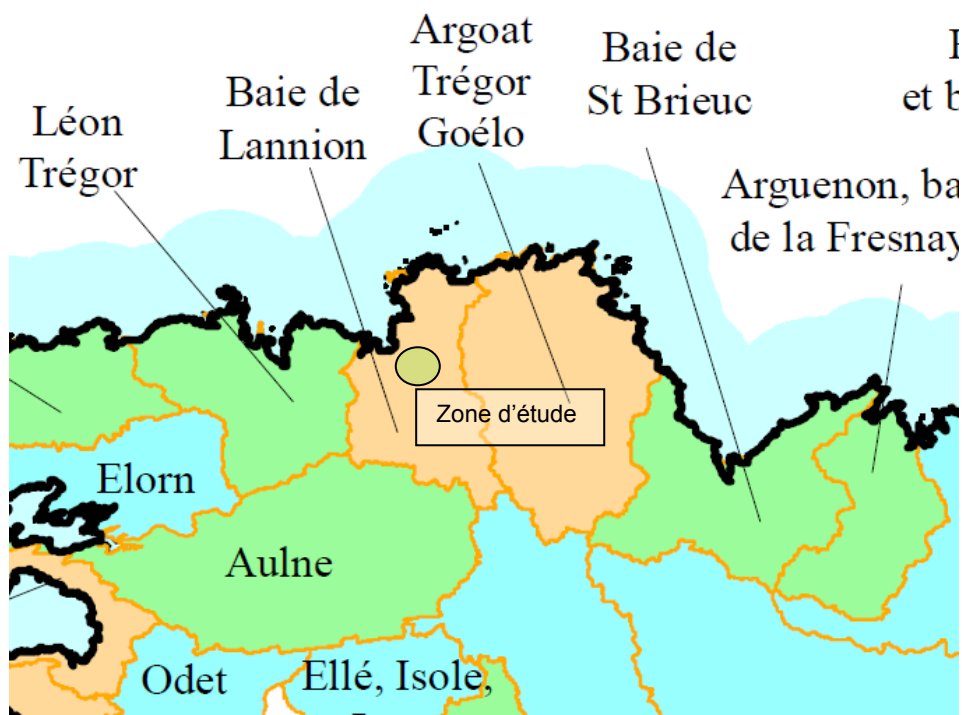 Argoat
Trégor
Goélo
Baie de
St Brieuc
et b
Baie de
Lannion
Léon
Trégor
Arguenon, ba
de la Fresnay
Zone d'étude
Elorn
Aulne
Odet
Ellé, Isole,